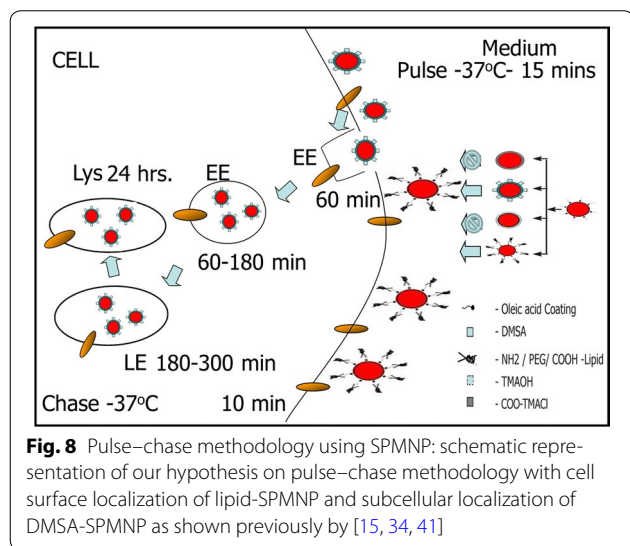 CELL
Medium
Pulse -37ºC- 15 mins
EE
Lys 24 hrs.
EE
60 min
60-180 min
LE 180-300 min
Chase -37ºC
10 min
- Oleic acid Coating
- DMSA
- NH2 / PEG/ COOH -Lipid
- TMAOH
- COO-TMACl
Fig. 8 Pulse–chase methodology using SPMNP: schematic repre-
sentation of our hypothesis on pulse–chase methodology with cell
surface localization of lipid-SPMNP and subcellular localization of
DMSA-SPMNP as shown previously by [15, 34, 41]